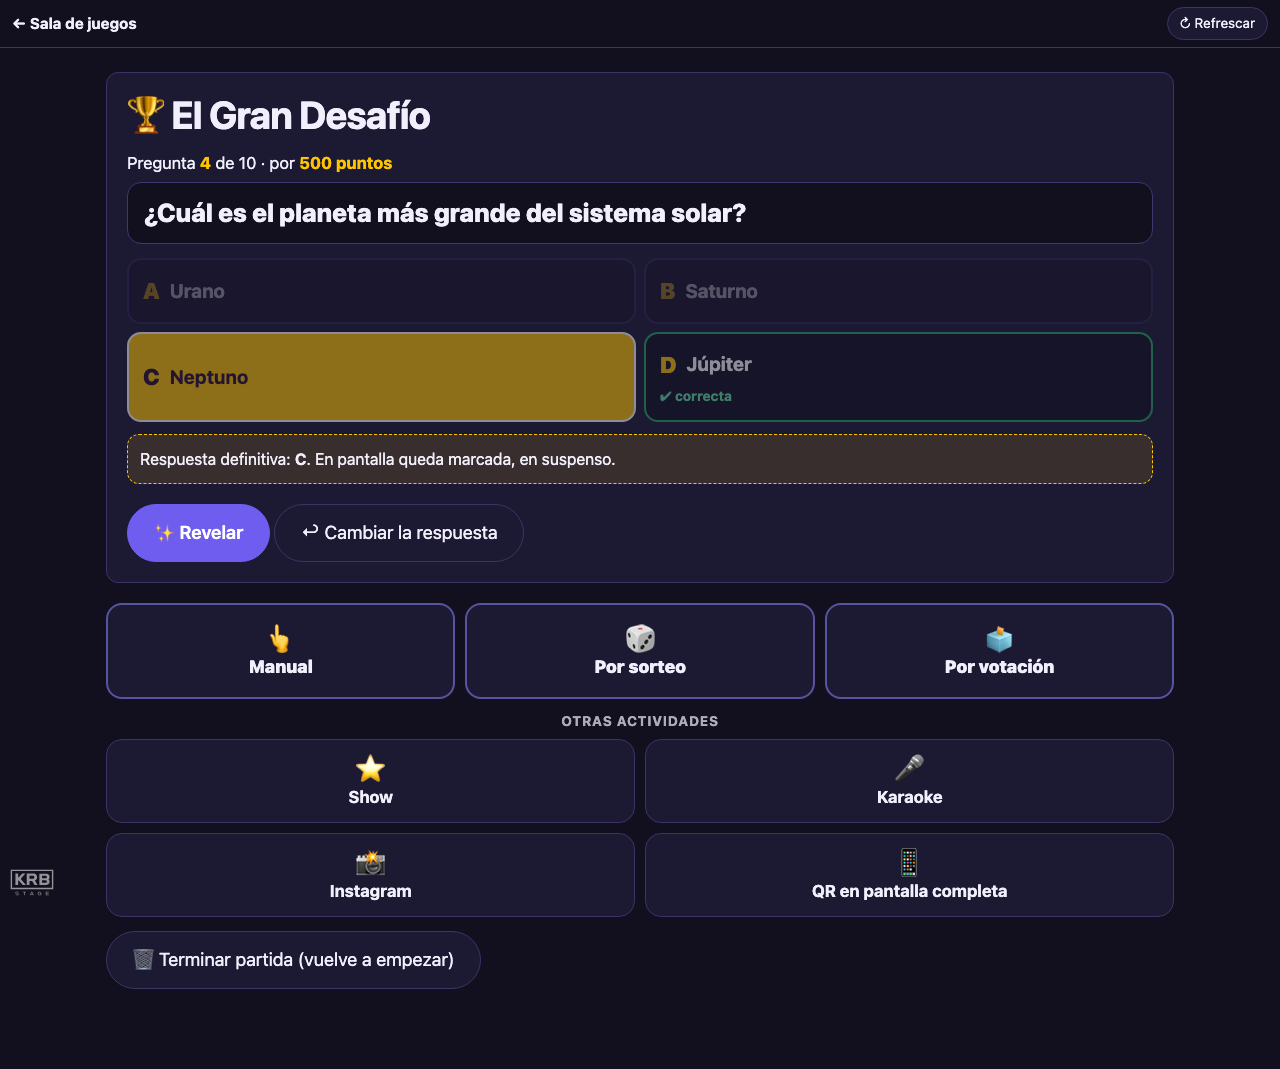 ← Sala de juegos
↻ Refrescar
🏆 El Gran Desafío
Pregunta 4 de 10 · por 500 puntos
¿Cuál es el planeta más grande del sistema solar?
A Urano
B Saturno
C Neptuno
D Júpiter
✔ correcta
Respuesta definitiva: C. En pantalla queda marcada, en suspenso.
✨ Revelar
↩ Cambiar la respuesta
Manual
Por sorteo
Por votación
OTRAS ACTIVIDADES
Show
Karaoke
Instagram
QR en pantalla completa
KRB
STAGE
🗑 Terminar partida (vuelve a empezar)